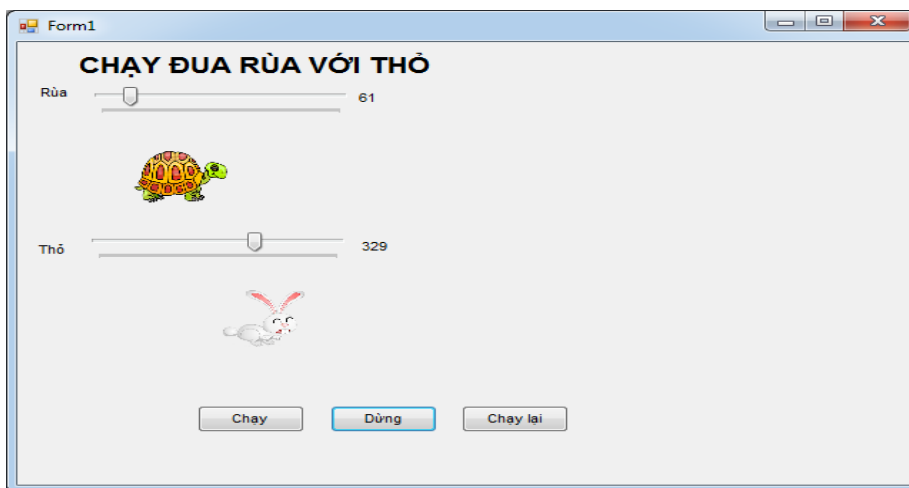 Form1
CHẠY ĐUA RÙA VỚI THỎ
Rùa 61
Thỏ 329
Chạy Dừng Chạy lại